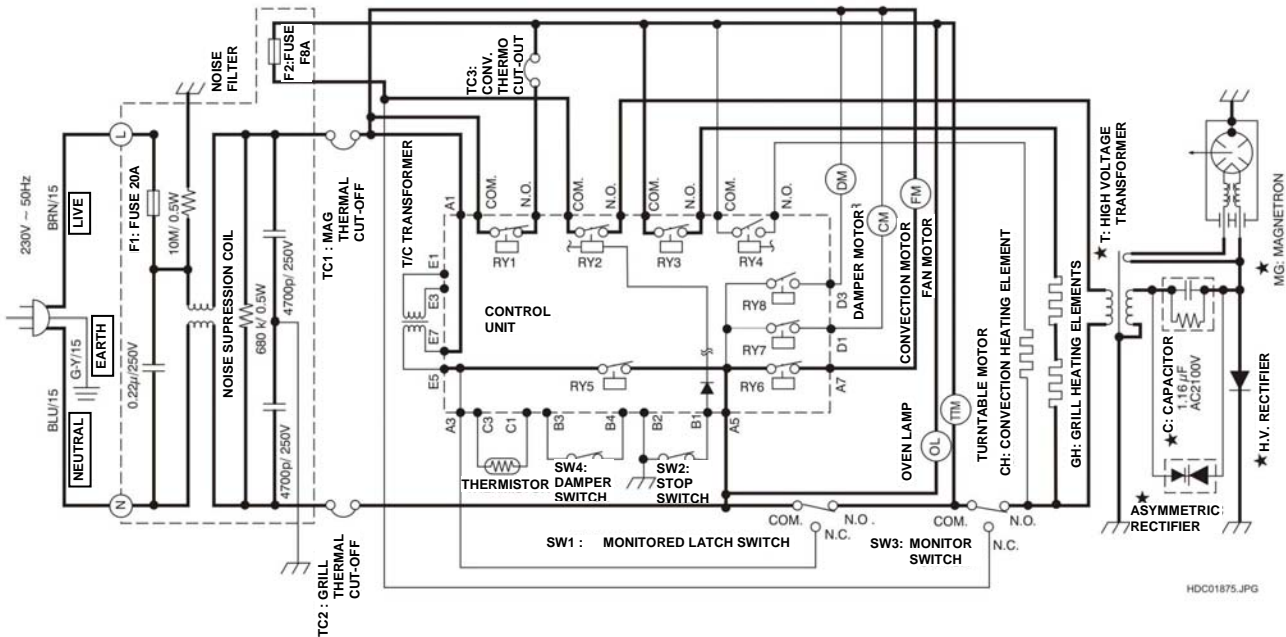 230V ~ 50Hz
BRN/15
LIVE
L
F1: FUSE 20A
10M/ 0.5W
NOISE
FILTER
F2:FUSE
F8A
G-Y/15
EARTH
BLU/15
NEUTRAL
N
0.22μ/250V
NOISE SUPRESSION COIL
680 k/ 0.5W
4700p/ 250V
4700p/ 250V
TC1 : MAG
THERMAL
CUT-OFF
TC2 : GRILL
THERMAL
CUT-OFF
TC3:
CONV.
THERMO
CUT-OUT
T/C TRANSFORMER
A1
COM.
N.O.
COM.
N.O.
COM.
N.O.
COM.
N.O.
RY1
RY2
RY3
RY4
E1
E3
E7
E5
CONTROL
UNIT
RY5
RY8
RY7
RY6
D3
D1
A7
A3
C3
C1
B3
B4
B2
B1
A5
THERMISTOR
SW4:
DAMPER
SWITCH
SW2:
STOP
SWITCH
DM
CM
FM
DAMPER MOTOR
CONVECTION MOTOR
FAN MOTOR
OL
TTM
OVEN LAMP
TURNTABLE MOTOR
CH: CONVECTION HEATING ELEMENT
GH: GRILL HEATING ELEMENTS
COM.
N.O .
N.C.
SW1 : MONITORED LATCH SWITCH
COM.
N.O.
N.C.
SW3: MONITOR
SWITCH
★ T: HIGH VOLTAGE
TRANSFORMER
★ C: CAPACITOR
1.16 μF
AC2100V
★ H.V. RECTIFIER
★ MG: MAGNETRON
★ ASYMMETRIC
RECTIFIER
HDC01875.JPG